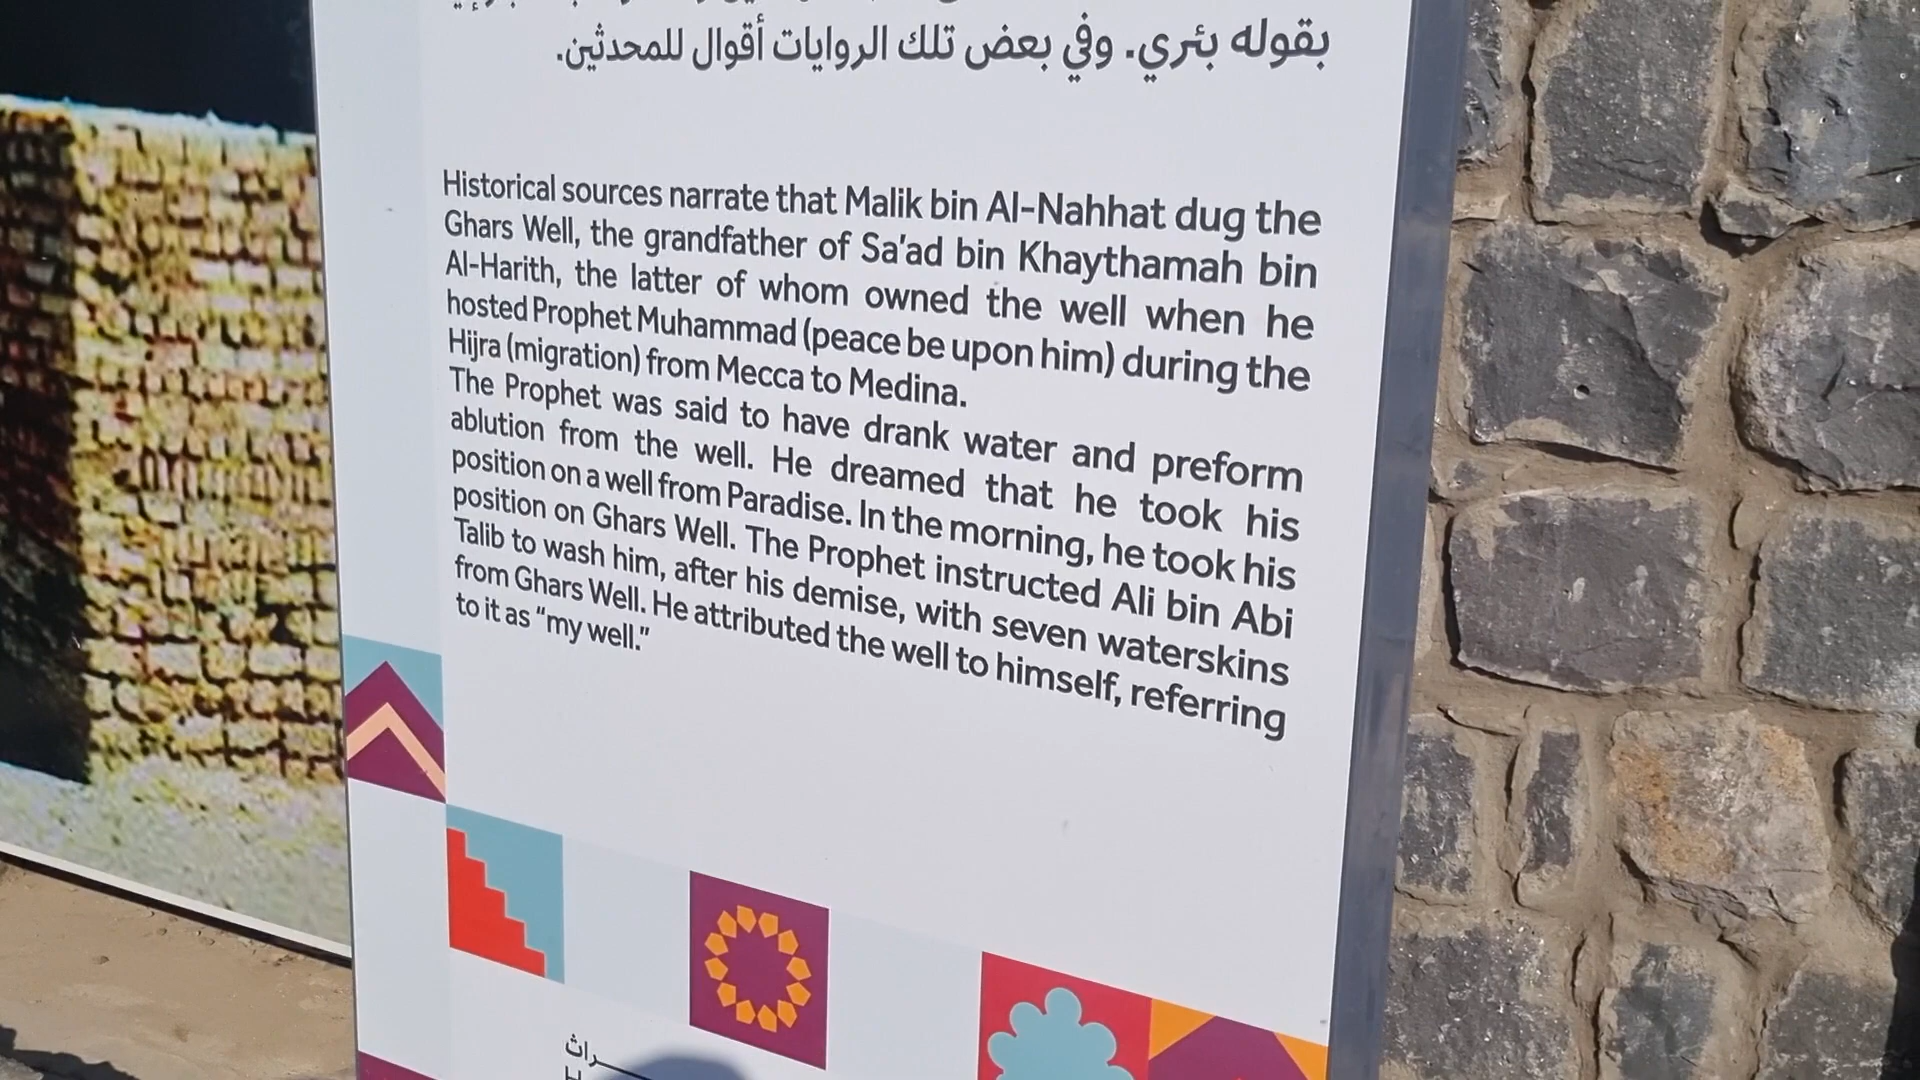 بقوله بئري. وفي بعض تلك الروايات أقوال للمحدثين.
Historical sources narrate that Malik bin Al-Nahhat dug the
Ghars Well, the grandfather of Sa'ad bin Khaythamah bin
Al-Harith, the latter of whom owned the well when he
hosted Prophet Muhammad (peace be upon him) during the
Hijra (migration) from Mecca to Medina.
The Prophet was said to have drank water and preform
ablution from the well. He dreamed that he took his
position on a well from Paradise. In the morning, he took his
position on Ghars Well. The Prophet instructed Ali bin Abi
Talib to wash him, after his demise, with seven waterskins
from Ghars Well. He attributed the well to himself, referring
to it as “my well.”